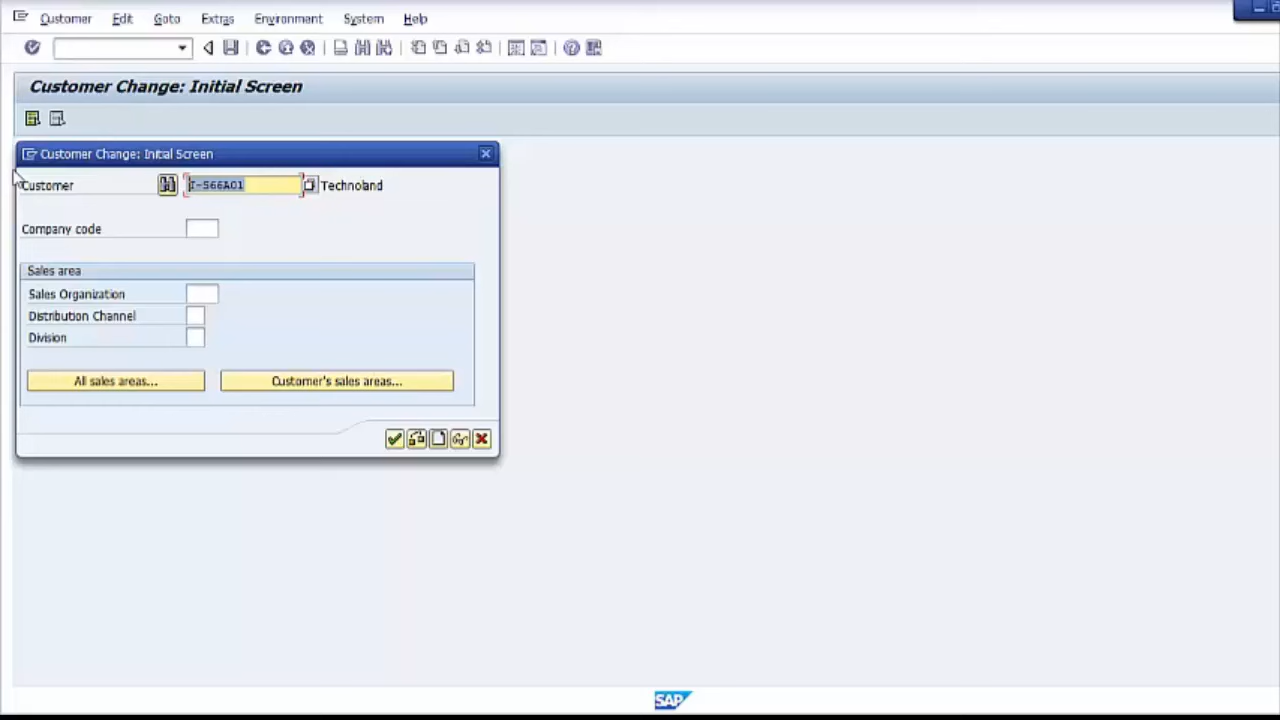 Customer Edit Goto Extras Environment System Help
Customer Change: Initial Screen
Customer Change: Initial Screen
Customer I-566A01 Technoland
Company code
Sales area
Sales Organization
Distribution Channel
Division
All sales areas... Customer's sales areas...
SAP